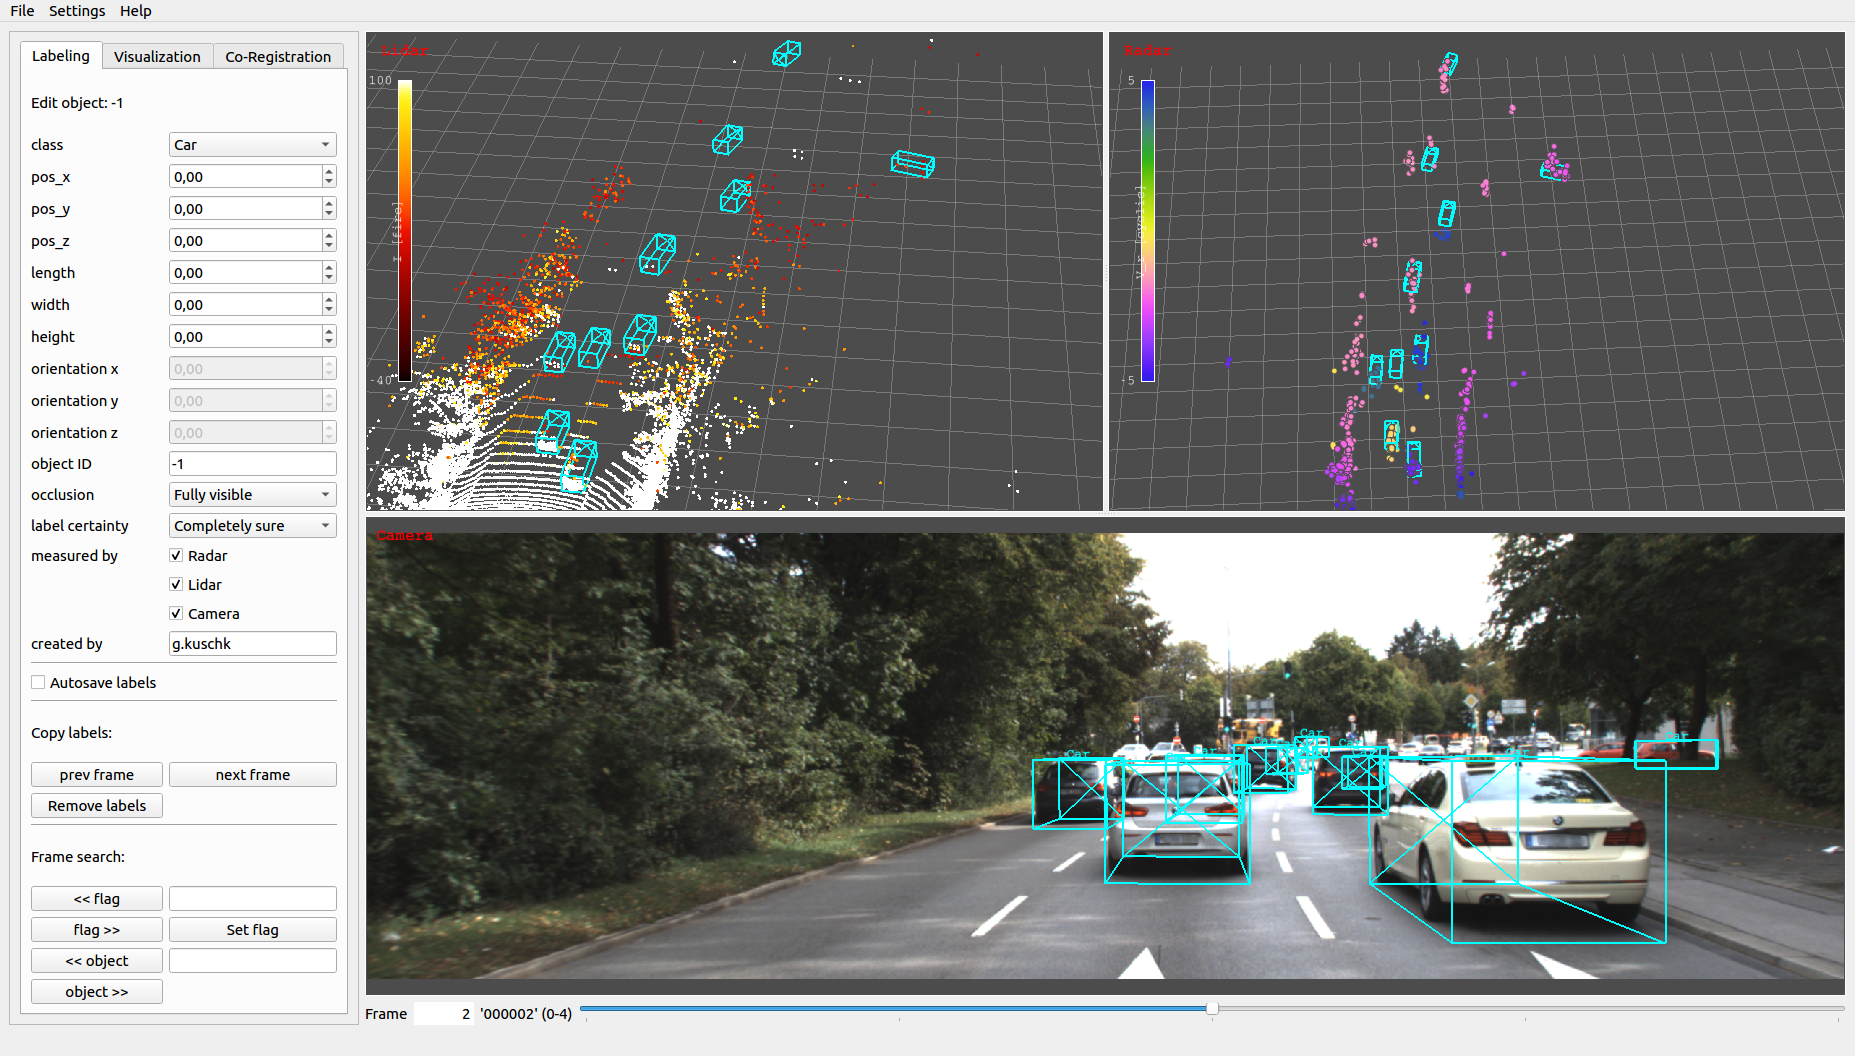 File Settings Help
Labeling Visualization Co-Registration
Edit object: -1
class Car
pos_x 0,00
pos_y 0,00
pos_z 0,00
length 0,00
width 0,00
height 0,00
orientation x 0,00
orientation y 0,00
orientation z 0,00
object ID -1
occlusion Fully visible
label certainty Completely sure
measured by Radar
Lidar
Camera
created by g.kuschk
Autosave labels
Copy labels:
prev frame next frame
Remove labels
Frame search:
<< flag
flag >> Set flag
<< object
object >>
Lidar
100
I [fire]
-40
Radar
5
-5
Camera
Car
Car
Car
Car
Car
Car
Car
Frame 2 '000002' (0-4)